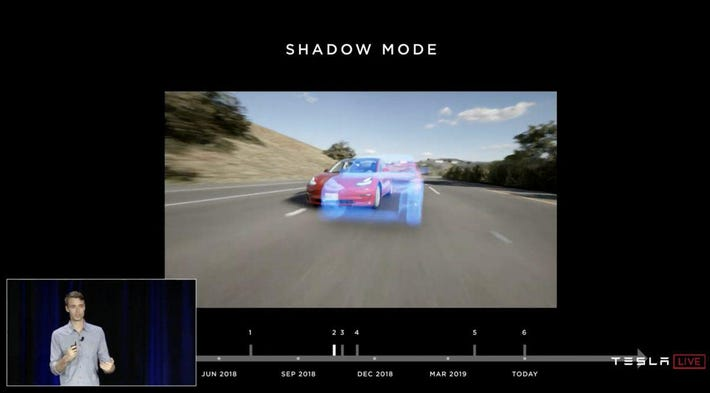 SHADOW MODE
1 2 3 4 5 6
JUN 2018 SEP 2018 DEC 2018 MAR 2019 TODAY
TESLA LIVE